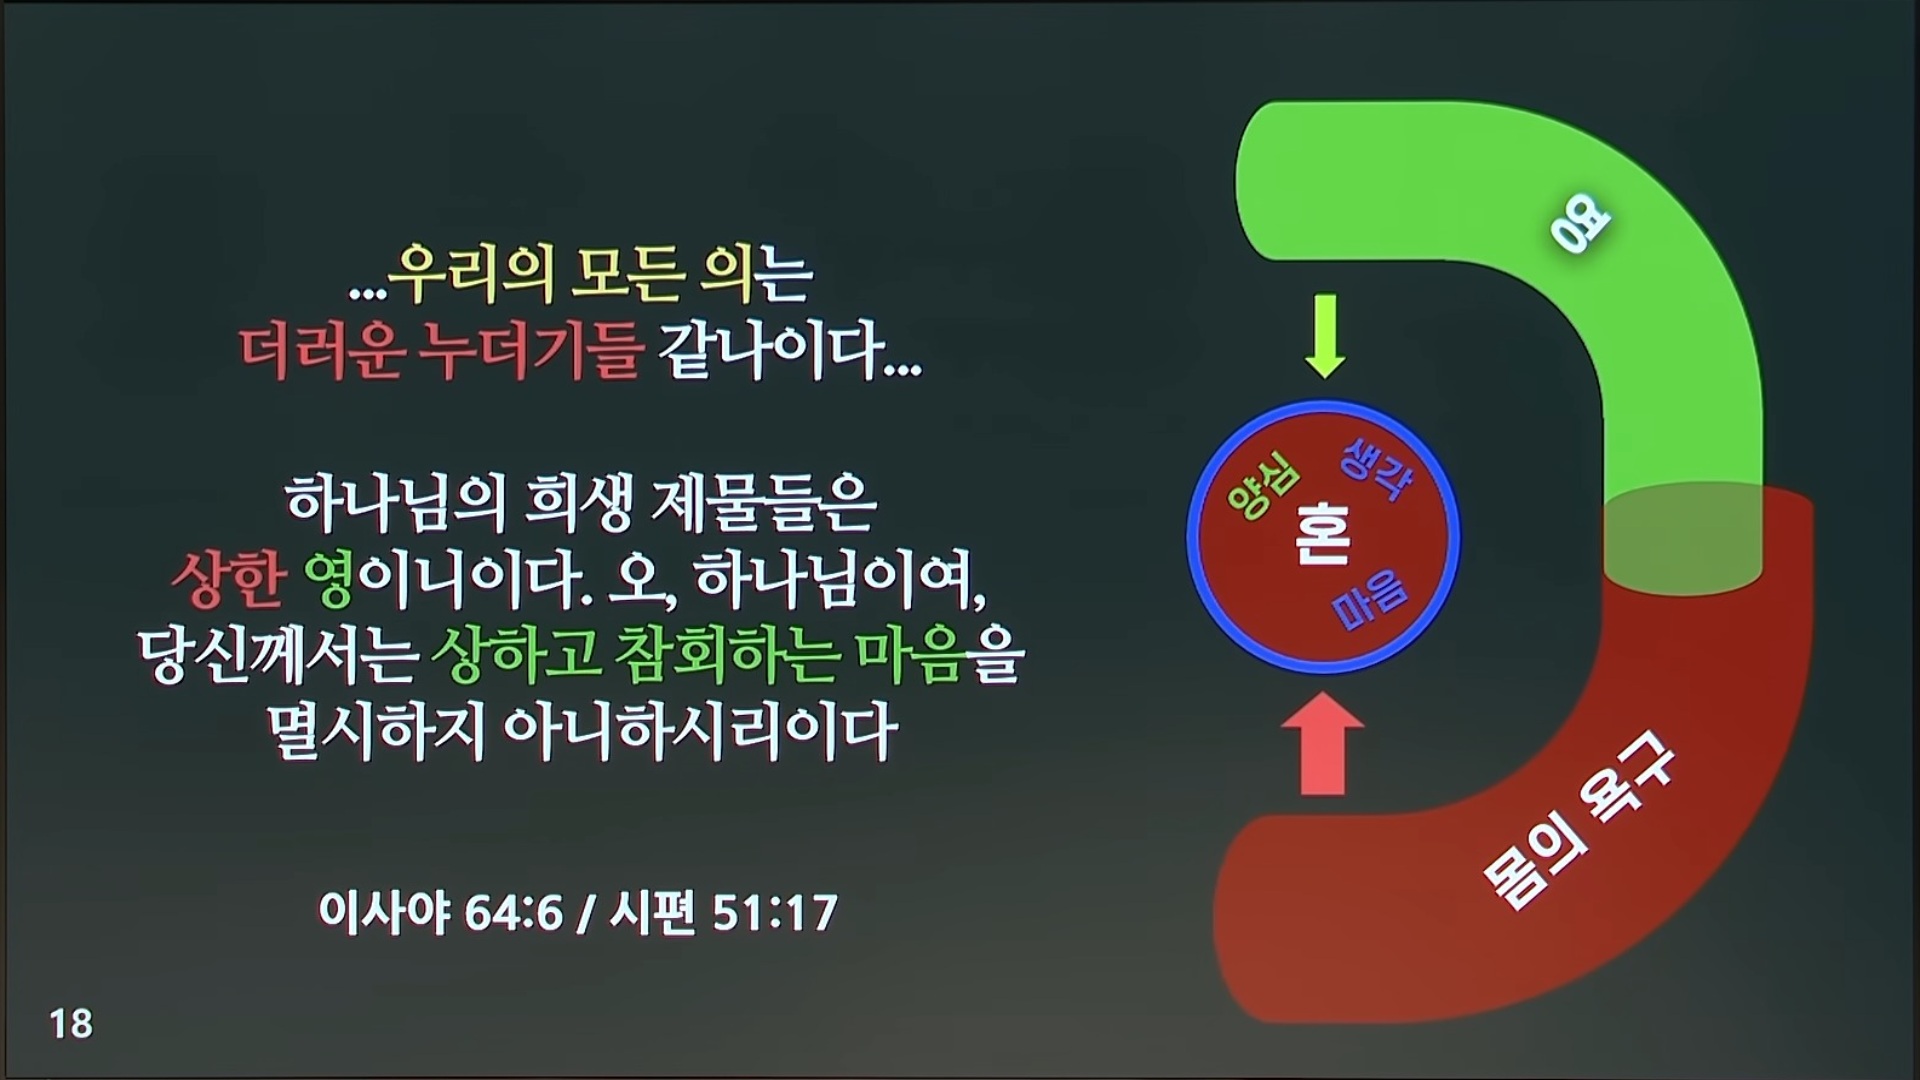 ...우리의 모든 의는
더러운 누더기들 같나이다...
하나님의 희생 제물들은
상한 영이니이다. 오, 하나님이여,
당신께서는 상하고 참회하는 마음을
멸시하지 아니하시리이다
이사야 64:6 / 시편 51:17
18
영
양심
생각
혼
마음
몸의 욕구